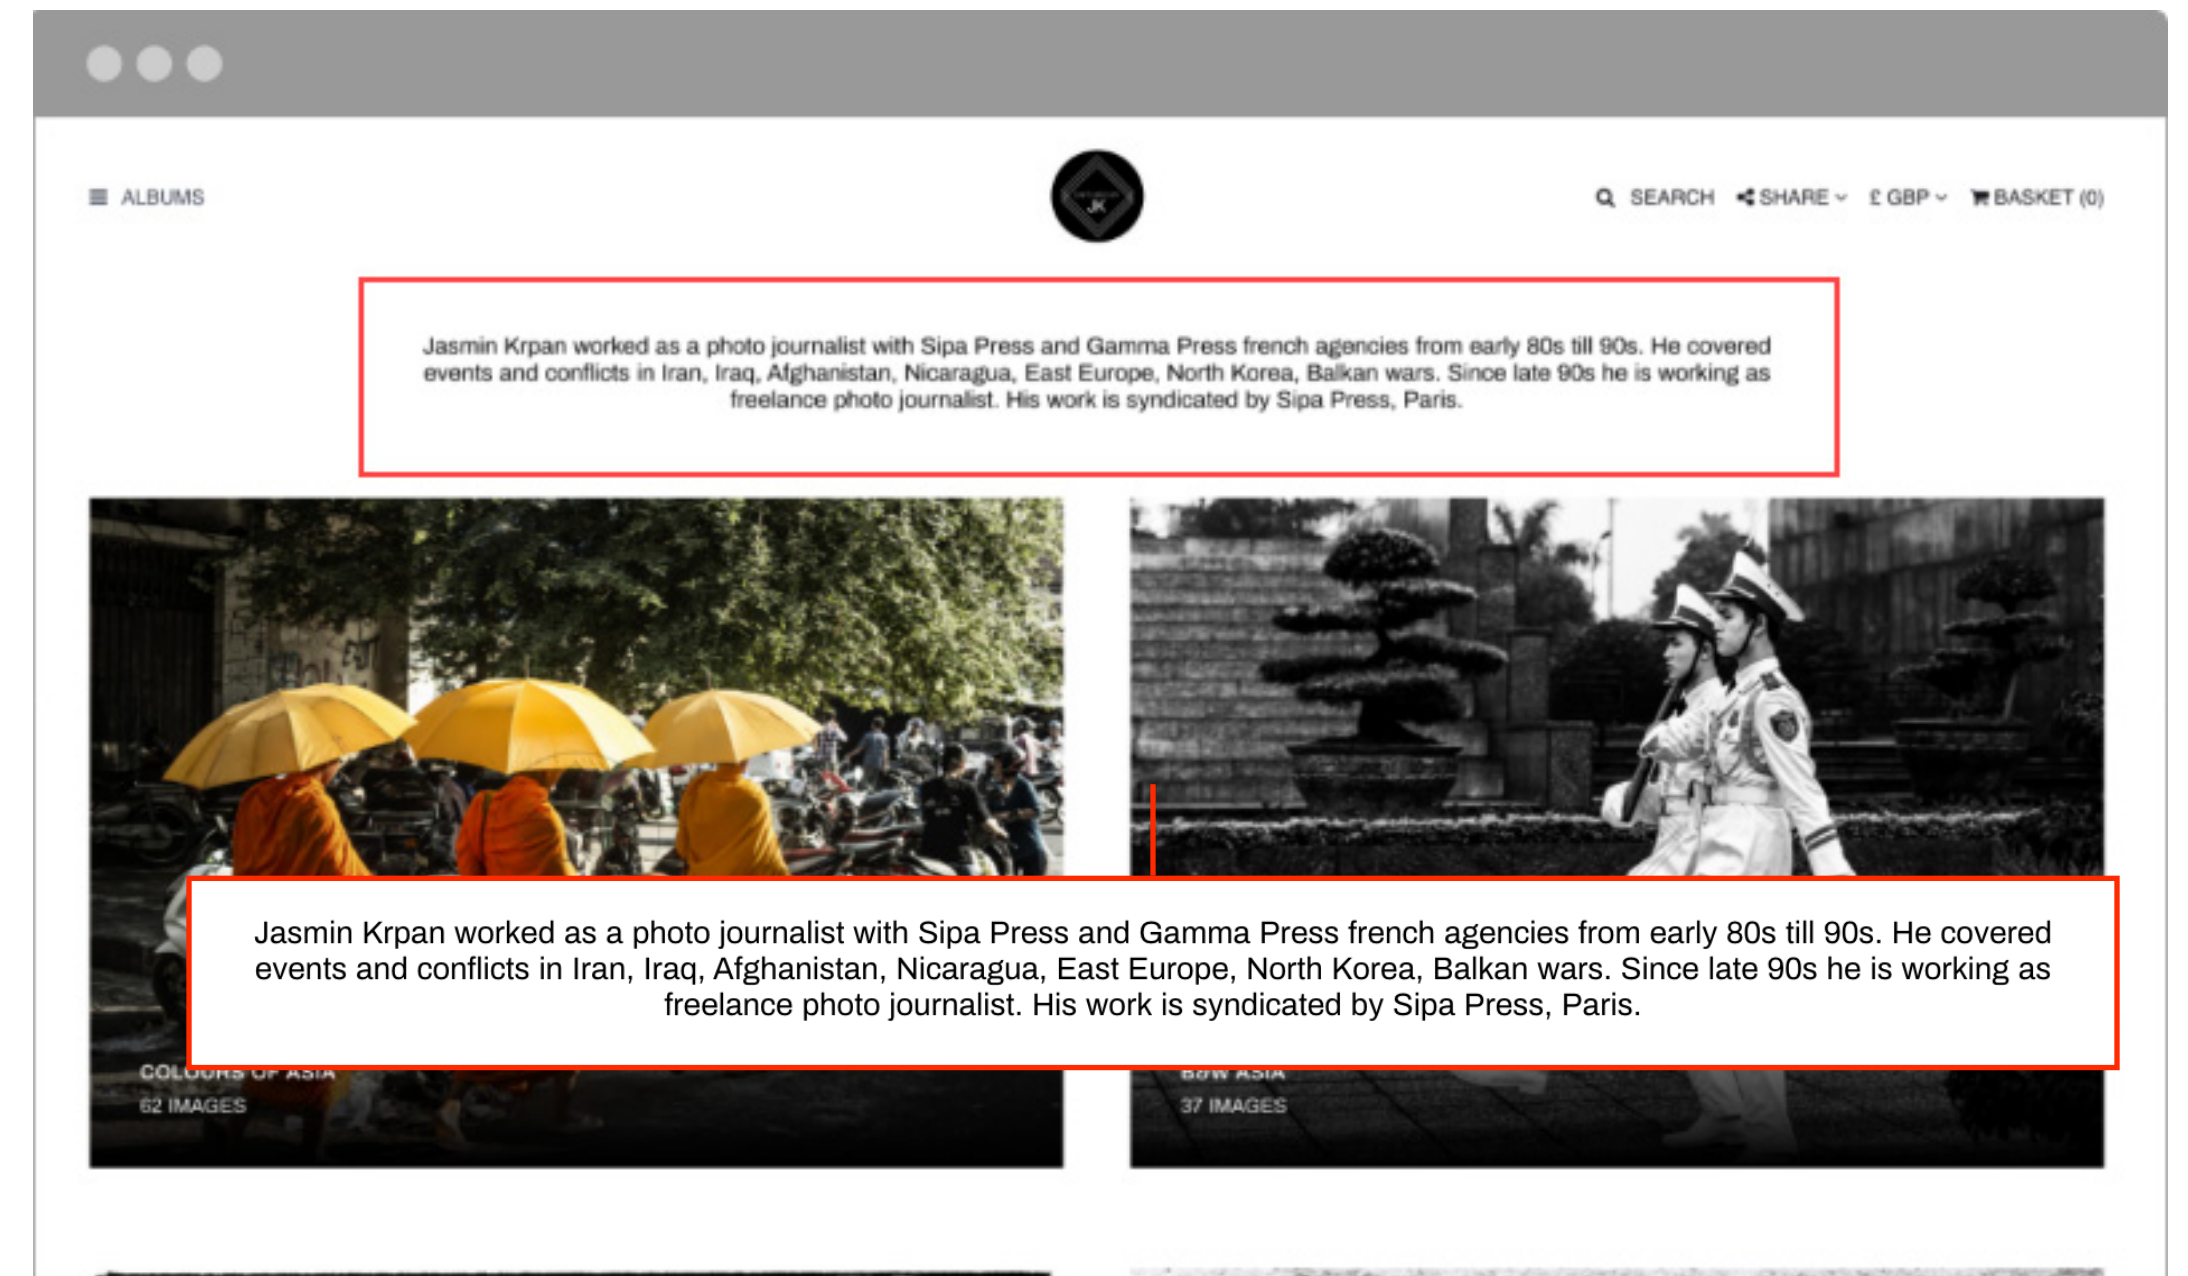 ALBUMS
JK
SEARCH SHARE £ GBP BASKET (0)
Jasmin Krpan worked as a photo journalist with Sipa Press and Gamma Press french agencies from early 80s till 90s. He covered
events and conflicts in Iran, Iraq, Afghanistan, Nicaragua, East Europe, North Korea, Balkan wars. Since late 90s he is working as
freelance photo journalist. His work is syndicated by Sipa Press, Paris.
Jasmin Krpan worked as a photo journalist with Sipa Press and Gamma Press french agencies from early 80s till 90s. He covered
events and conflicts in Iran, Iraq, Afghanistan, Nicaragua, East Europe, North Korea, Balkan wars. Since late 90s he is working as
freelance photo journalist. His work is syndicated by Sipa Press, Paris.
COLOURS OF ASIA
62 IMAGES
B&W ASIA
37 IMAGES